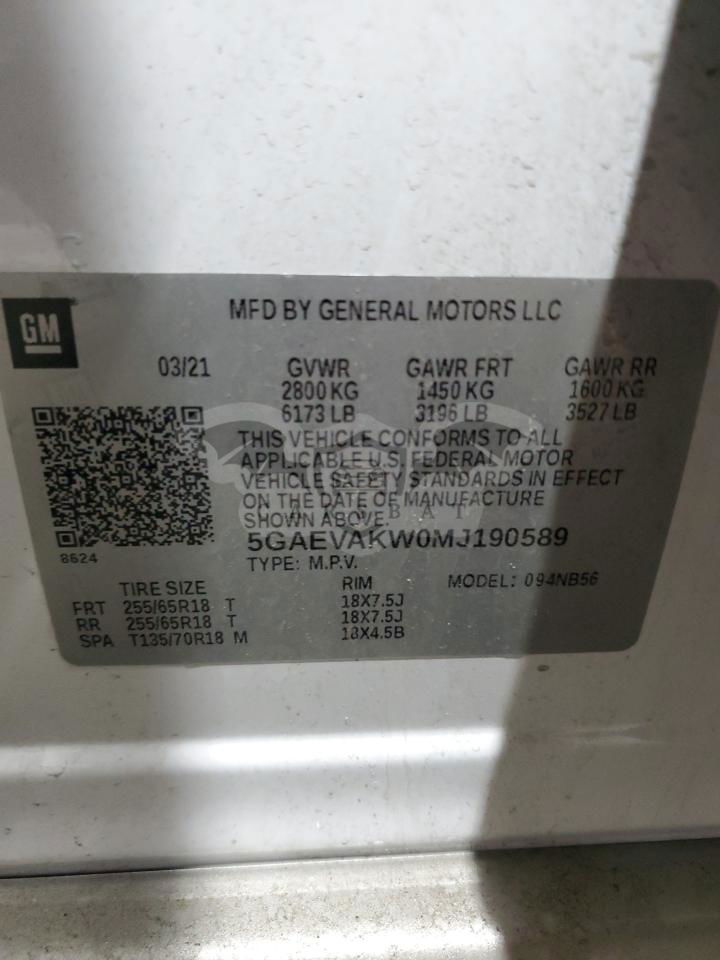 GM
MFD BY GENERAL MOTORS LLC
03/21 GVWR GAWR FRT GAWR RR
2800 KG 1450 KG 1600 KG
6173 LB 3196 LB 3527 LB
THIS VEHICLE CONFORMS TO ALL
APPLICABLE U.S. FEDERAL MOTOR
VEHICLE SAFETY STANDARDS IN EFFECT
ON THE DATE OF MANUFACTURE
SHOWN ABOVE.
5GAEVAKW0MJ190589
8624
TYPE: M.P.V.
TIRE SIZE RIM MODEL: 094NB56
FRT 255/65R18 T 18X7.5J
RR 255/65R18 T 18X7.5J
SPA T135/70R18 M 18X4.5B